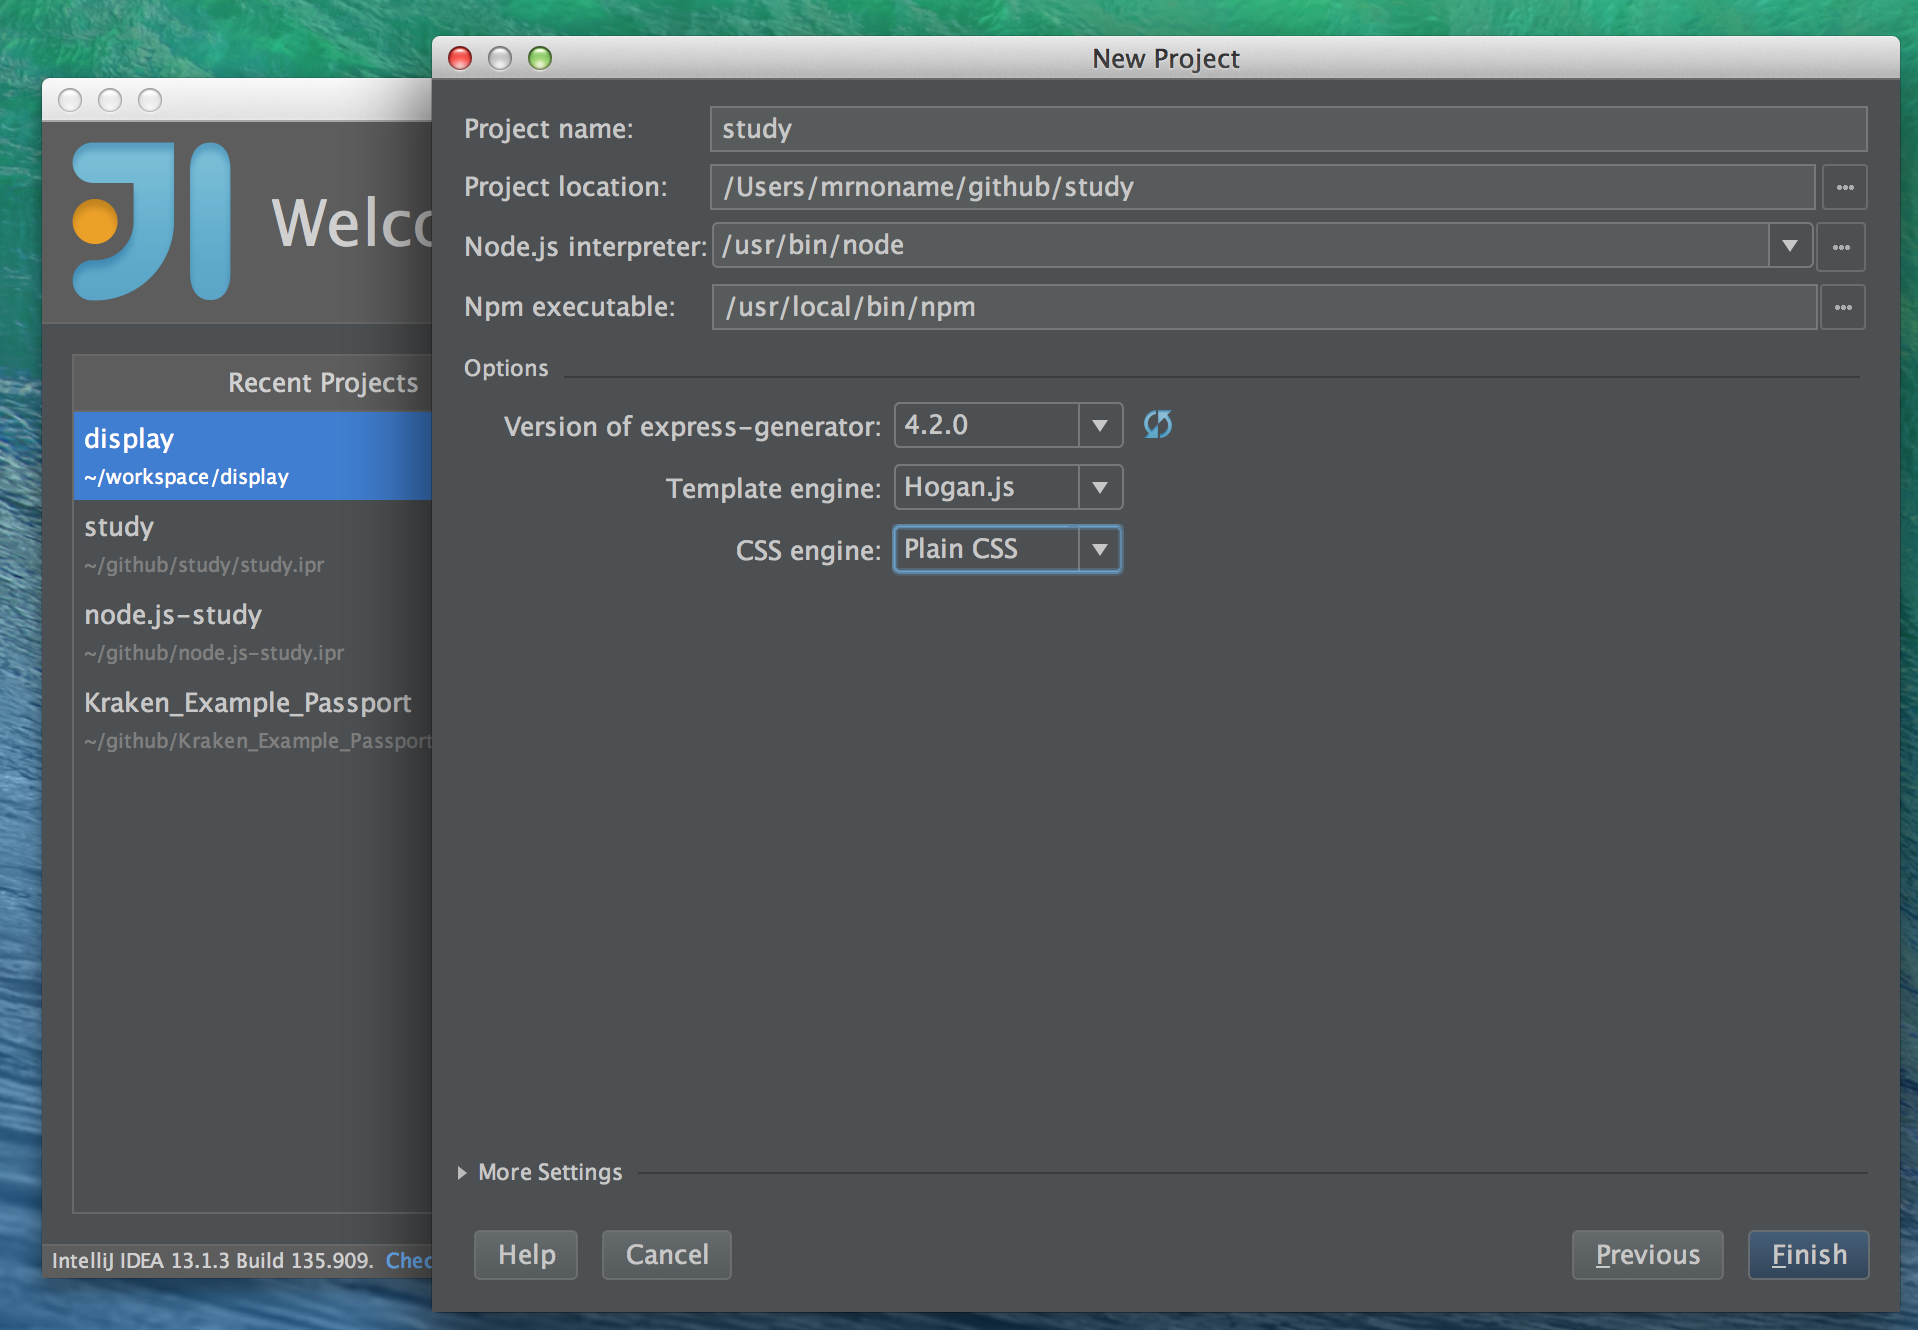 New Project
Project name: study
Project location: /Users/mrnoname/github/study
Node.js interpreter: /usr/bin/node
Npm executable: /usr/local/bin/npm
Options
Version of express-generator: 4.2.0
Template engine: Hogan.js
CSS engine: Plain CSS
More Settings
Help Cancel Previous Finish
Recent Projects
display
~/workspace/display
study
~/github/study/study.ipr
node.js-study
~/github/node.js-study.ipr
Kraken_Example_Passport
~/github/Kraken_Example_Passport
IntelliJ IDEA 13.1.3 Build 135.909.